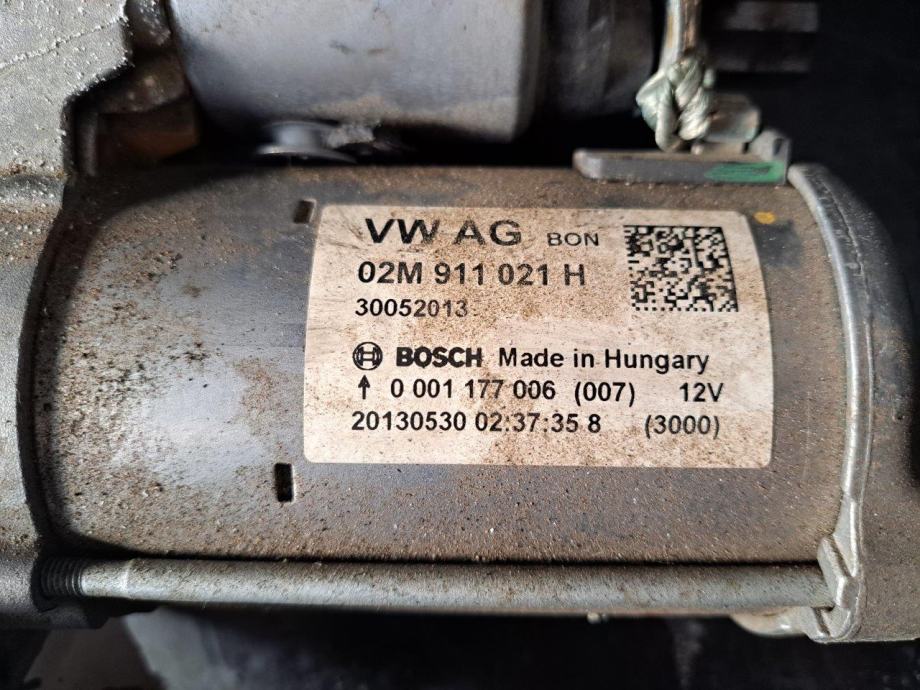 VW AG BON
02M 911 021 H
30052013
BOSCH Made in Hungary
0 001 177 006 (007) 12V
20130530 02:37:35 8 (3000)